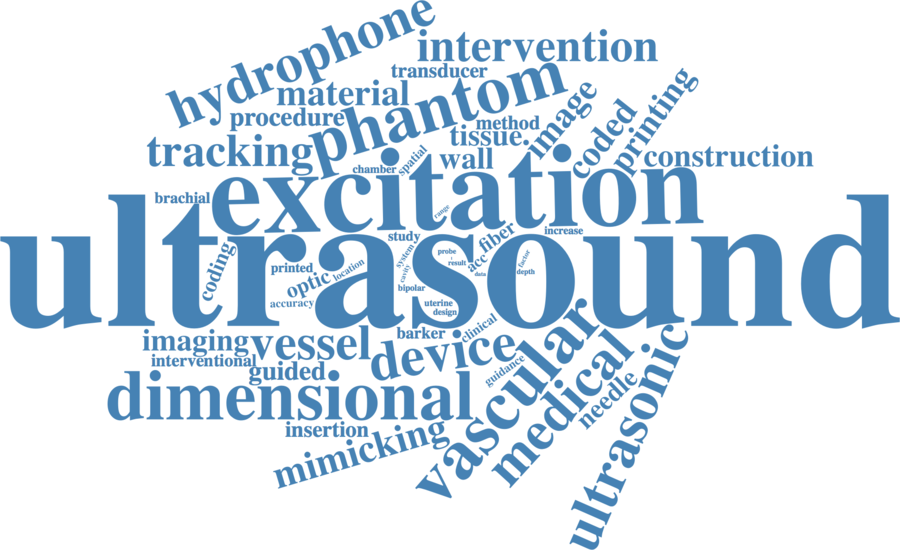 hydrophone
intervention
transducer
material
phantom
image
printing
coded
procedure
method
tissue
tracking
wall
construction
spatial
chamber
excitation
brachial
range
increase
fiber
study
ultrasound
system
probe
factor
coding
printed
location
result
acc
optic
cavity
data
depth
bipolar
accuracy
uterine
design
clinical
barker
imaging
vessel
device
vascular
interventional
guided
guidance
medical
needle
ultrasonic
dimensional
insertion
mimicking